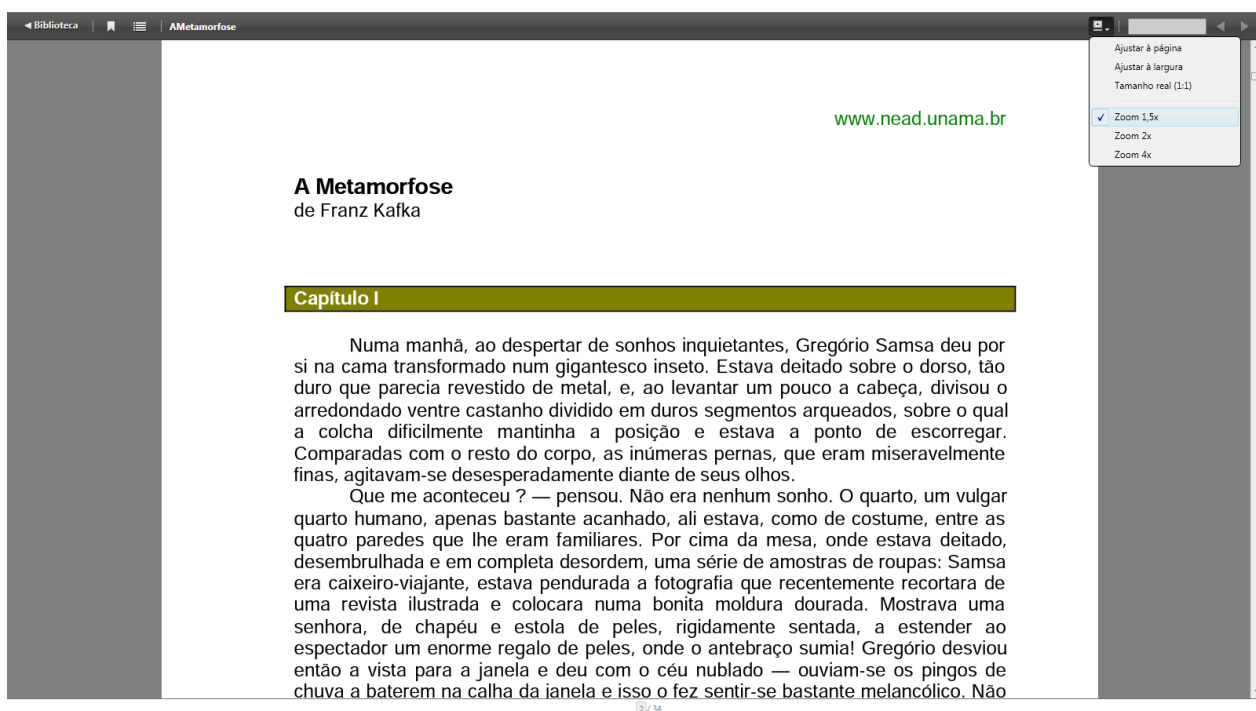 Biblioteca
AMetamorfose
Ajustar à página
Ajustar à largura
Tamanho real (1:1)
Zoom 1,5x
Zoom 2x
Zoom 4x
www.nead.unama.br
A Metamorfose
de Franz Kafka
Capítulo I
Numa manhã, ao despertar de sonhos inquietantes, Gregório Samsa deu por
si na cama transformado num gigantesco inseto. Estava deitado sobre o dorso, tão
duro que parecia revestido de metal, e, ao levantar um pouco a cabeça, divisou o
arredondado ventre castanho dividido em duros segmentos arqueados, sobre o qual
a colcha dificilmente mantinha a posição e estava a ponto de escorregar.
Comparadas com o resto do corpo, as inúmeras pernas, que eram miseravelmente
finas, agitavam-se desesperadamente diante de seus olhos.
Que me aconteceu ? — pensou. Não era nenhum sonho. O quarto, um vulgar
quarto humano, apenas bastante acanhado, ali estava, como de costume, entre as
quatro paredes que lhe eram familiares. Por cima da mesa, onde estava deitado,
desembrulhada e em completa desordem, uma série de amostras de roupas: Samsa
era caixeiro-viajante, estava pendurada a fotografia que recentemente recortara de
uma revista ilustrada e colocara numa bonita moldura dourada. Mostrava uma
senhora, de chapéu e estola de peles, rigidamente sentada, a estender ao
espectador um enorme regalo de peles, onde o antebraço sumia! Gregório desviou
então a vista para a janela e deu com o céu nublado — ouviam-se os pingos de
chuva a baterem na calha da janela e isso o fez sentir-se bastante melancólico. Não
2 / 34